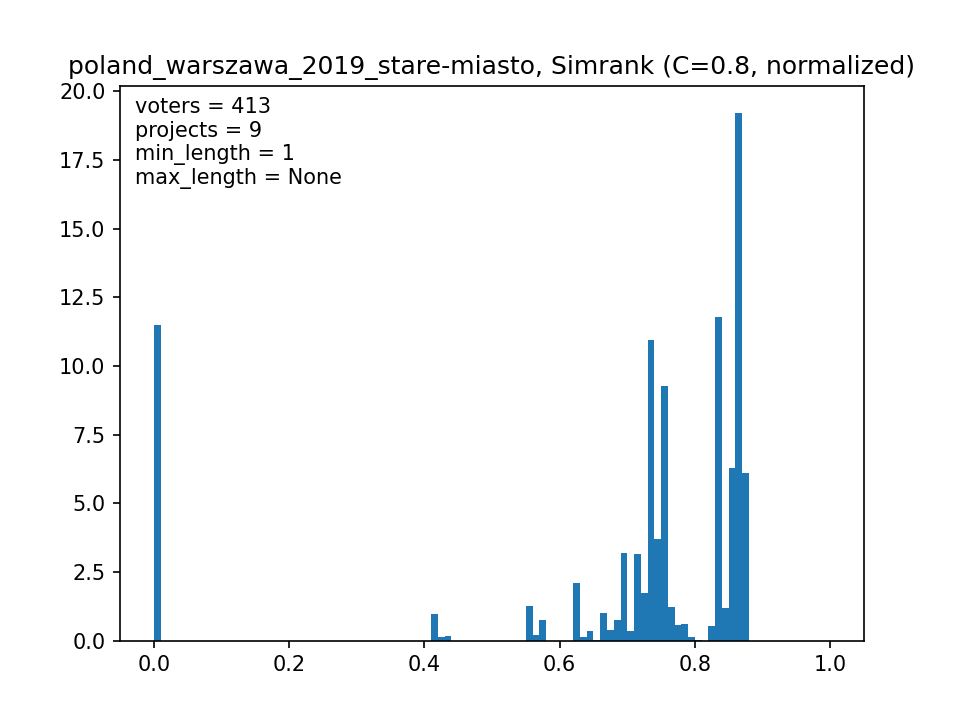 poland_warszawa_2019_stare-miasto, Simrank (C=0.8, normalized)
voters = 413
projects = 9
min_length = 1
max_length = None
20.0
17.5
15.0
12.5
10.0
7.5
5.0
2.5
0.0
0.0 0.2 0.4 0.6 0.8 1.0